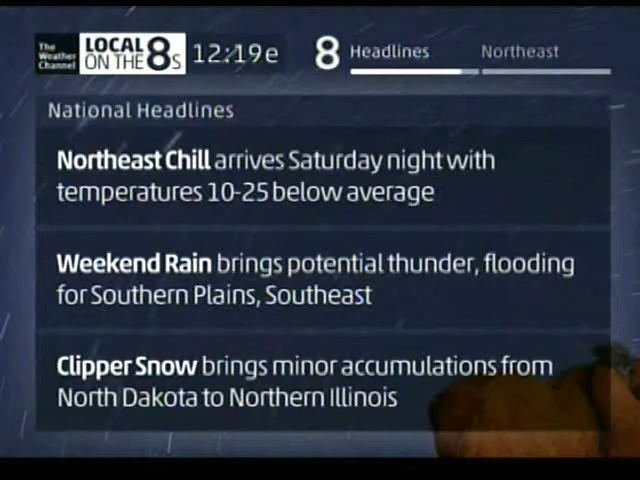 The Weather Channel
LOCAL ON THE 8s
12:19e
8
Headlines
Northeast
National Headlines
Northeast Chill arrives Saturday night with
temperatures 10-25 below average
Weekend Rain brings potential thunder, flooding
for Southern Plains, Southeast
Clipper Snow brings minor accumulations from
North Dakota to Northern Illinois